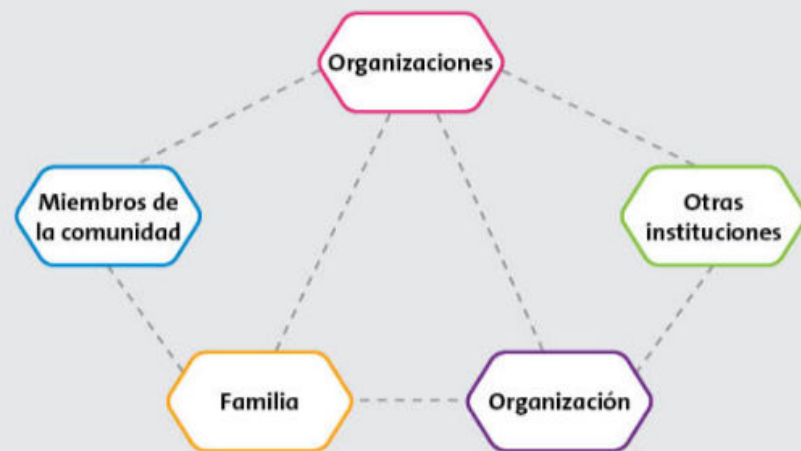 Organizaciones
Miembros de
la comunidad
Otras
instituciones
Familia
Organización